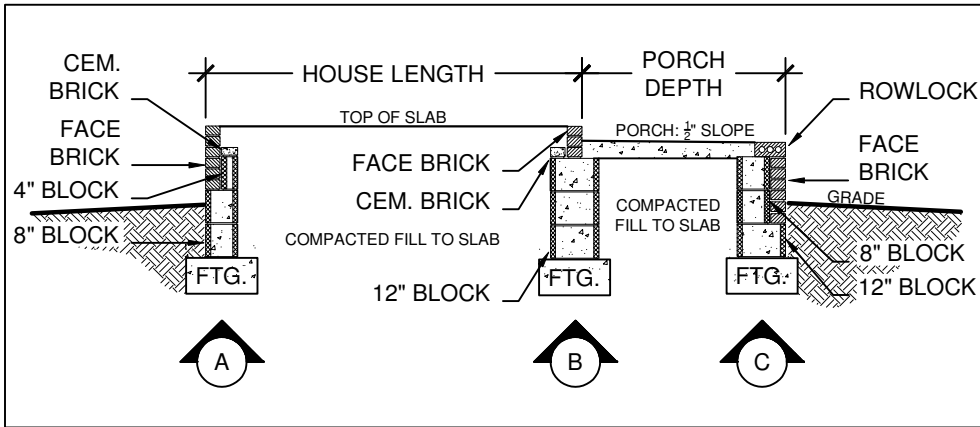 CEM.
BRICK
HOUSE LENGTH
PORCH
DEPTH
ROWLOCK
TOP OF SLAB
PORCH: ½" SLOPE
FACE
BRICK
FACE BRICK
FACE
BRICK
4" BLOCK
CEM. BRICK
GRADE
8" BLOCK
COMPACTED FILL TO SLAB
COMPACTED
FILL TO SLAB
8" BLOCK
12" BLOCK
12" BLOCK
FTG.
FTG.
FTG.
A
B
C